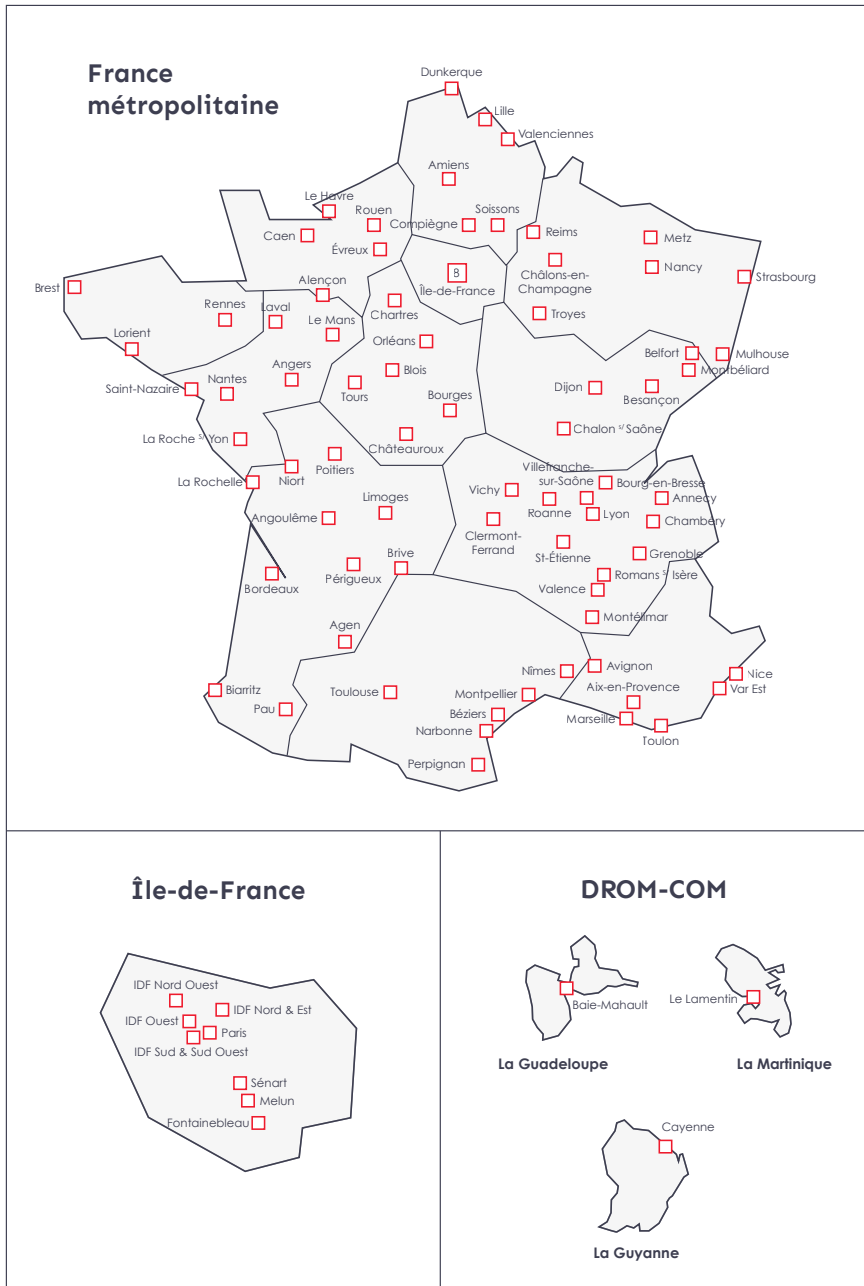 France
métropolitaine
Dunkerque
Lille
Valenciennes
Amiens
Le Havre
Rouen
Compiègne
Soissons
Reims
Caen
Metz
Évreux
Châlons-en-
Champagne
Nancy
B
Île-de-France
Strasbourg
Brest
Alençon
Chartres
Troyes
Rennes
Laval
Le Mans
Orléans
Lorient
Belfort
Mulhouse
Montbéliard
Saint-Nazaire
Nantes
Angers
Tours
Blois
Dijon
Besançon
Bourges
La Roche s/ Yon
Châteauroux
Chalon s/ Saône
La Rochelle
Niort
Poitiers
Vichy
Villefranche-
sur-Saône
Bourg-en-Bresse
Annecy
Roanne
Lyon
Angoulême
Limoges
Clermont-
Ferrand
Chambéry
St-Étienne
Grenoble
Bordeaux
Périgueux
Brive
Romans s/ Isère
Valence
Montélimar
Agen
Nîmes
Avignon
Nice
Biarritz
Toulouse
Montpellier
Aix-en-Provence
Var Est
Pau
Béziers
Marseille
Narbonne
Toulon
Perpignan
Île-de-France
IDF Nord Ouest
IDF Nord & Est
IDF Ouest
Paris
IDF Sud & Sud Ouest
Sénart
Melun
Fontainebleau
DROM-COM
Baie-Mahault
Le Lamentin
La Guadeloupe
La Martinique
Cayenne
La Guyanne